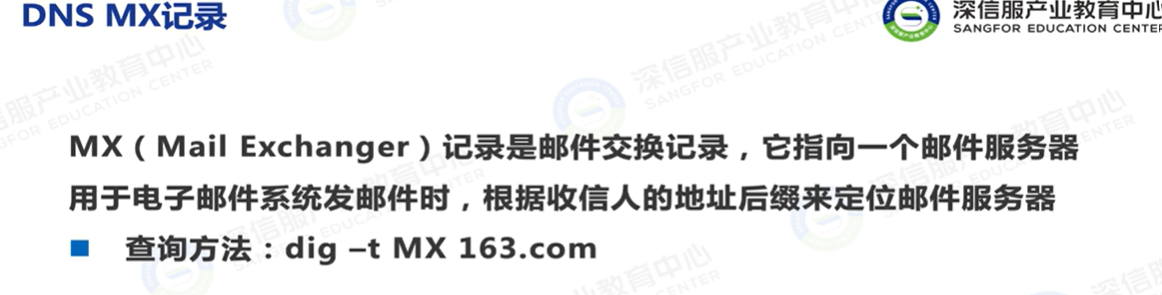 DNS MX记录
深信服产业教育中心
SANGFOR EDUCATION CENTER
MX（Mail Exchanger）记录是邮件交换记录，它指向一个邮件服务器
用于电子邮件系统发邮件时，根据收信人的地址后缀来定位邮件服务器
■ 查询方法：dig –t MX 163.com